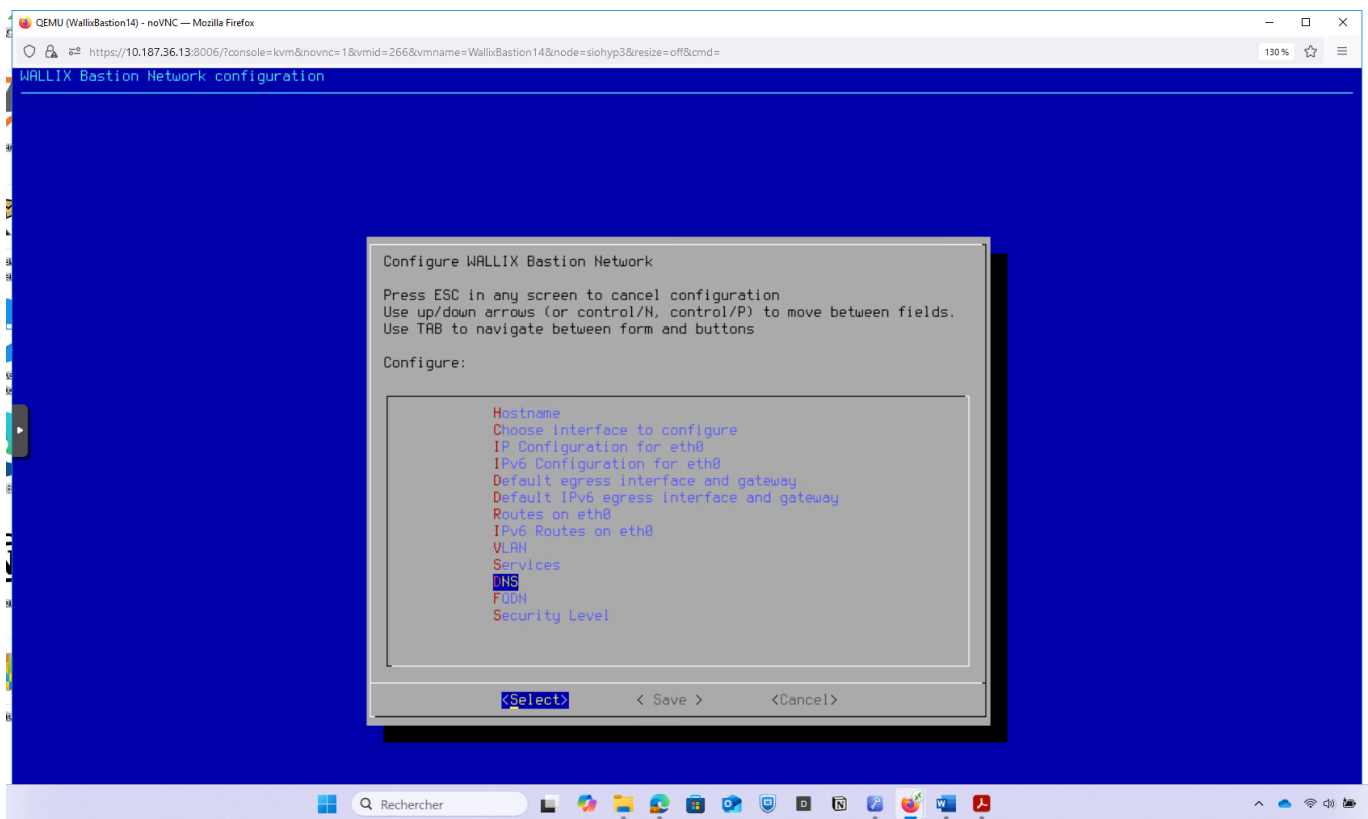 QEMU (WallixBastion14) - noVNC — Mozilla Firefox
https://10.187.36.13:8006/?console=kvm&novnc=1&vmid=266&vmname=WallixBastion14&node=siohyp3&resize=off&cmd=
130 %
WALLIX Bastion Network configuration
Configure WALLIX Bastion Network
Press ESC in any screen to cancel configuration
Use up/down arrows (or control/N, control/P) to move between fields.
Use TAB to navigate between form and buttons
Configure:
Hostname
Choose interface to configure
IP Configuration for eth0
IPv6 Configuration for eth0
Default egress interface and gateway
Default IPv6 egress interface and gateway
Routes on eth0
IPv6 Routes on eth0
VLAN
Services
DNS
FQDN
Security Level
<Select> < Save > <Cancel>
Rechercher